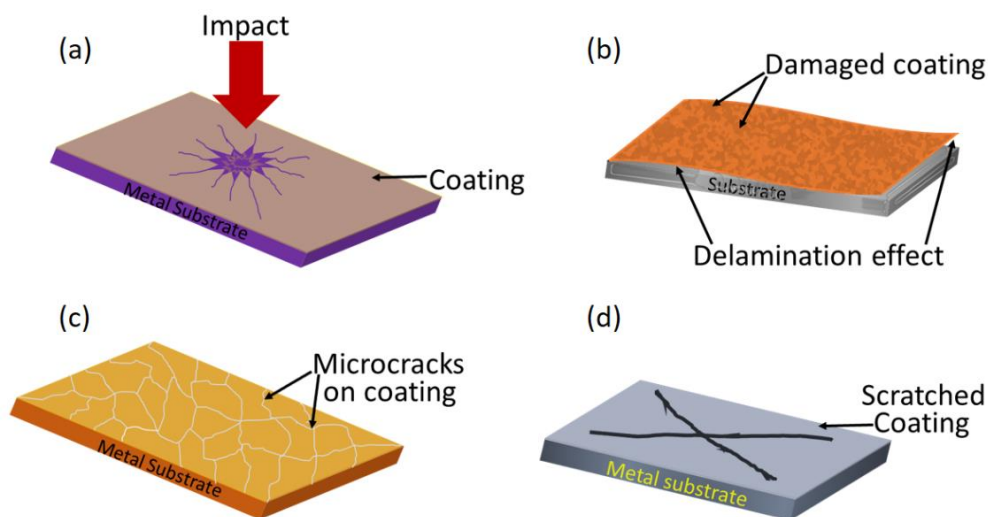 (a)
Impact
Coating
Metal Substrate
(b)
Damaged coating
Substrate
Delamination effect
(c)
Microcracks
on coating
Metal Substrate
(d)
Scratched
Coating
Metal substrate